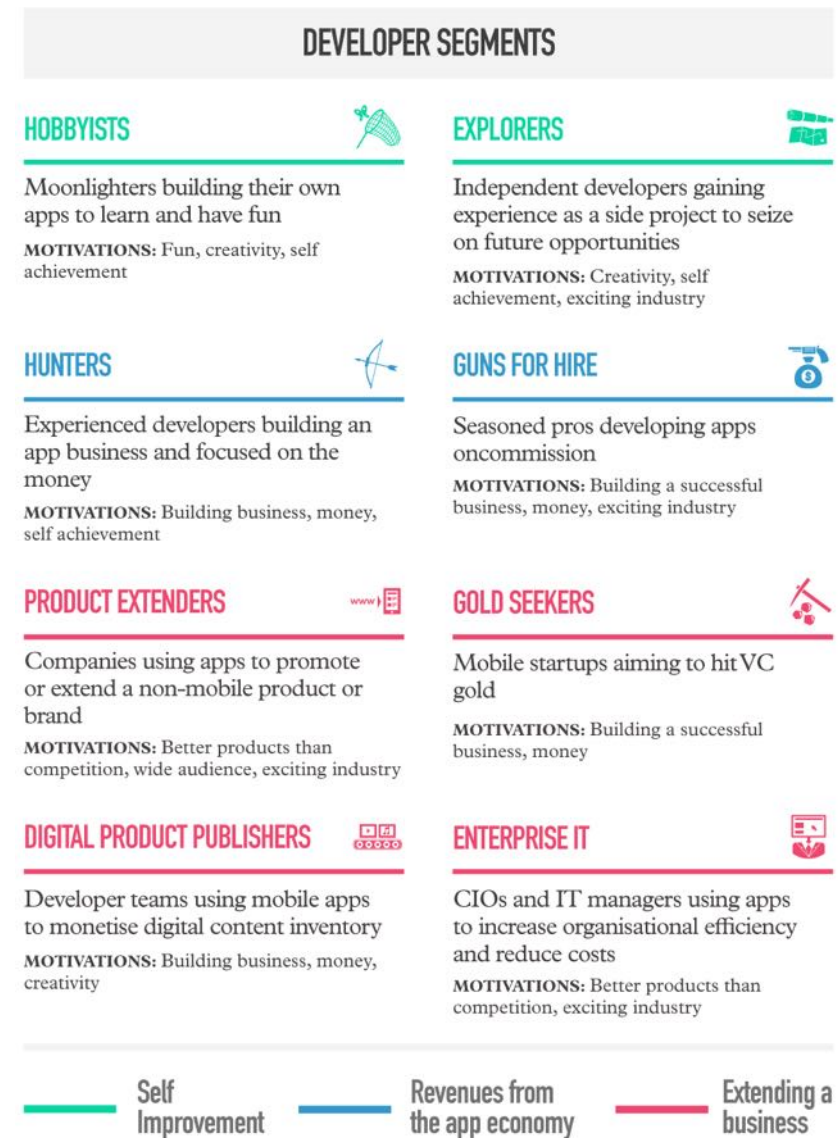 DEVELOPER SEGMENTS
HOBBYISTS
Moonlighters building their own
apps to learn and have fun
MOTIVATIONS: Fun, creativity, self
achievement
EXPLORERS
Independent developers gaining
experience as a side project to seize
on future opportunities
MOTIVATIONS: Creativity, self
achievement, exciting industry
HUNTERS
Experienced developers building an
app business and focused on the
money
MOTIVATIONS: Building business, money,
self achievement
GUNS FOR HIRE
$
Seasoned pros developing apps
oncommission
MOTIVATIONS: Building a successful
business, money, exciting industry
PRODUCT EXTENDERS
www
Companies using apps to promote
or extend a non-mobile product or
brand
MOTIVATIONS: Better products than
competition, wide audience, exciting industry
GOLD SEEKERS
Mobile startups aiming to hit VC
gold
MOTIVATIONS: Building a successful
business, money
DIGITAL PRODUCT PUBLISHERS
Developer teams using mobile apps
to monetise digital content inventory
MOTIVATIONS: Building business, money,
creativity
ENTERPRISE IT
CIOs and IT managers using apps
to increase organisational efficiency
and reduce costs
MOTIVATIONS: Better products than
competition, exciting industry
Self
Improvement
Revenues from
the app economy
Extending a
business